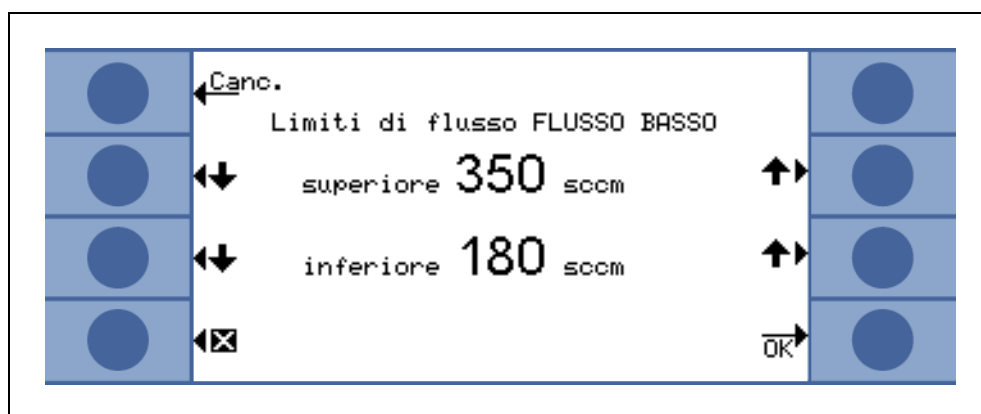 Canc.
Limiti di flusso FLUSSO BASSO
superiore 350 sccm
inferiore 180 sccm
OK